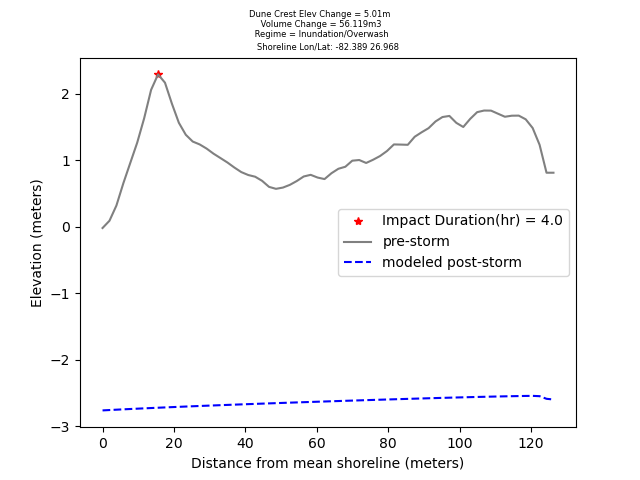 Dune Crest Elev Change = 5.01m
Volume Change = 56.119m3
Regime = Inundation/Overwash
Shoreline Lon/Lat: -82.389 26.968
2
1
0
−1
−2
−3
Elevation (meters)
Impact Duration(hr) = 4.0
pre-storm
modeled post-storm
0 20 40 60 80 100 120
Distance from mean shoreline (meters)